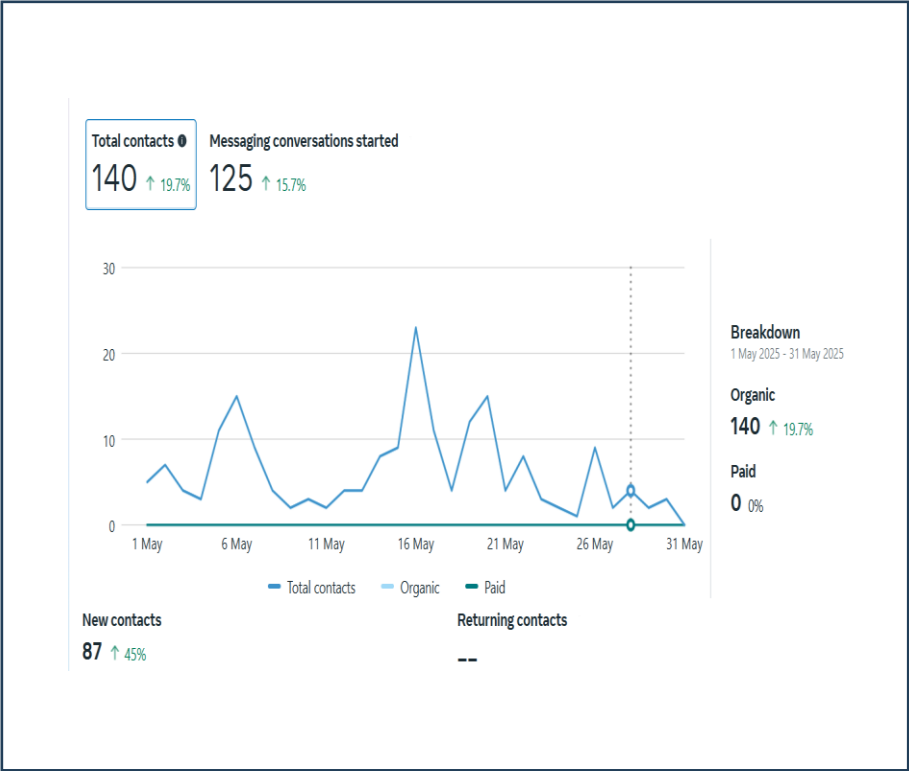 Total contacts Messaging conversations started
140 ↑ 19.7% 125 ↑ 15.7%
30
20
10
0
1 May 6 May 11 May 16 May 21 May 26 May 31 May
Total contacts Organic Paid
Breakdown
1 May 2025 - 31 May 2025
Organic
140 ↑ 19.7%
Paid
0 0%
New contacts Returning contacts
87 ↑ 45% --